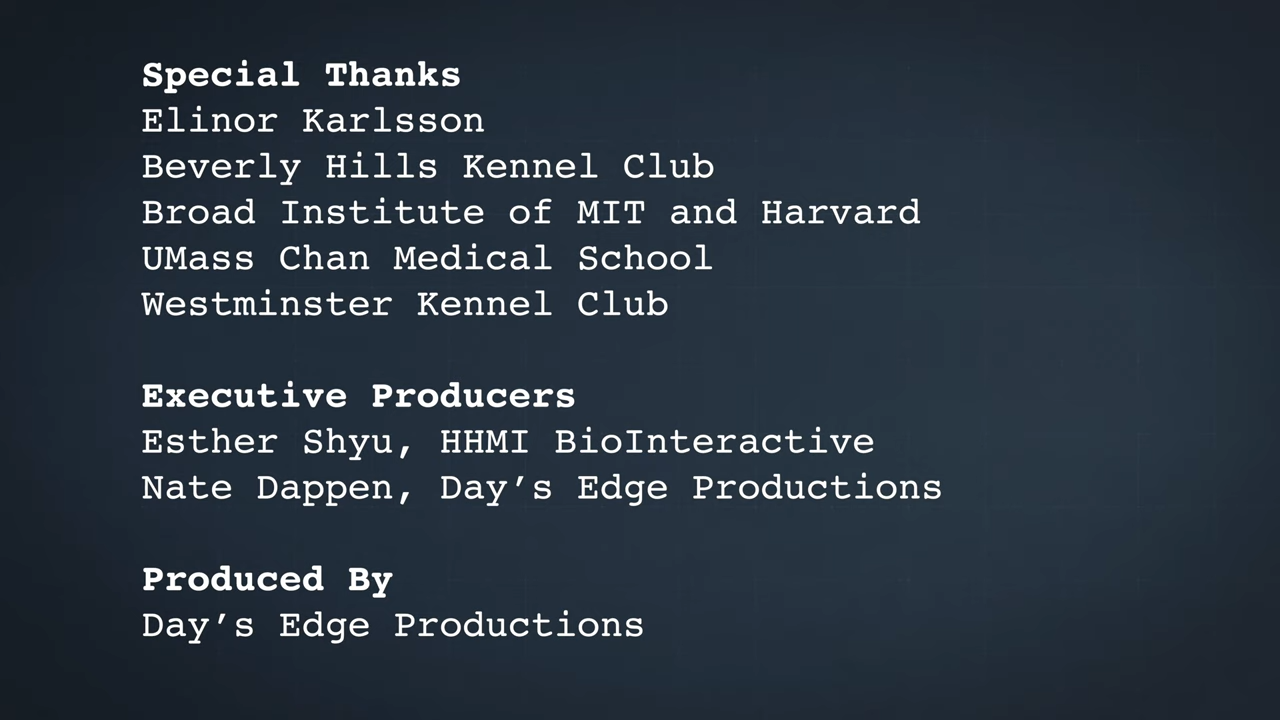 Special Thanks
Elinor Karlsson
Beverly Hills Kennel Club
Broad Institute of MIT and Harvard
UMass Chan Medical School
Westminster Kennel Club
Executive Producers
Esther Shyu, HHMI BioInteractive
Nate Dappen, Day’s Edge Productions
Produced By
Day’s Edge Productions